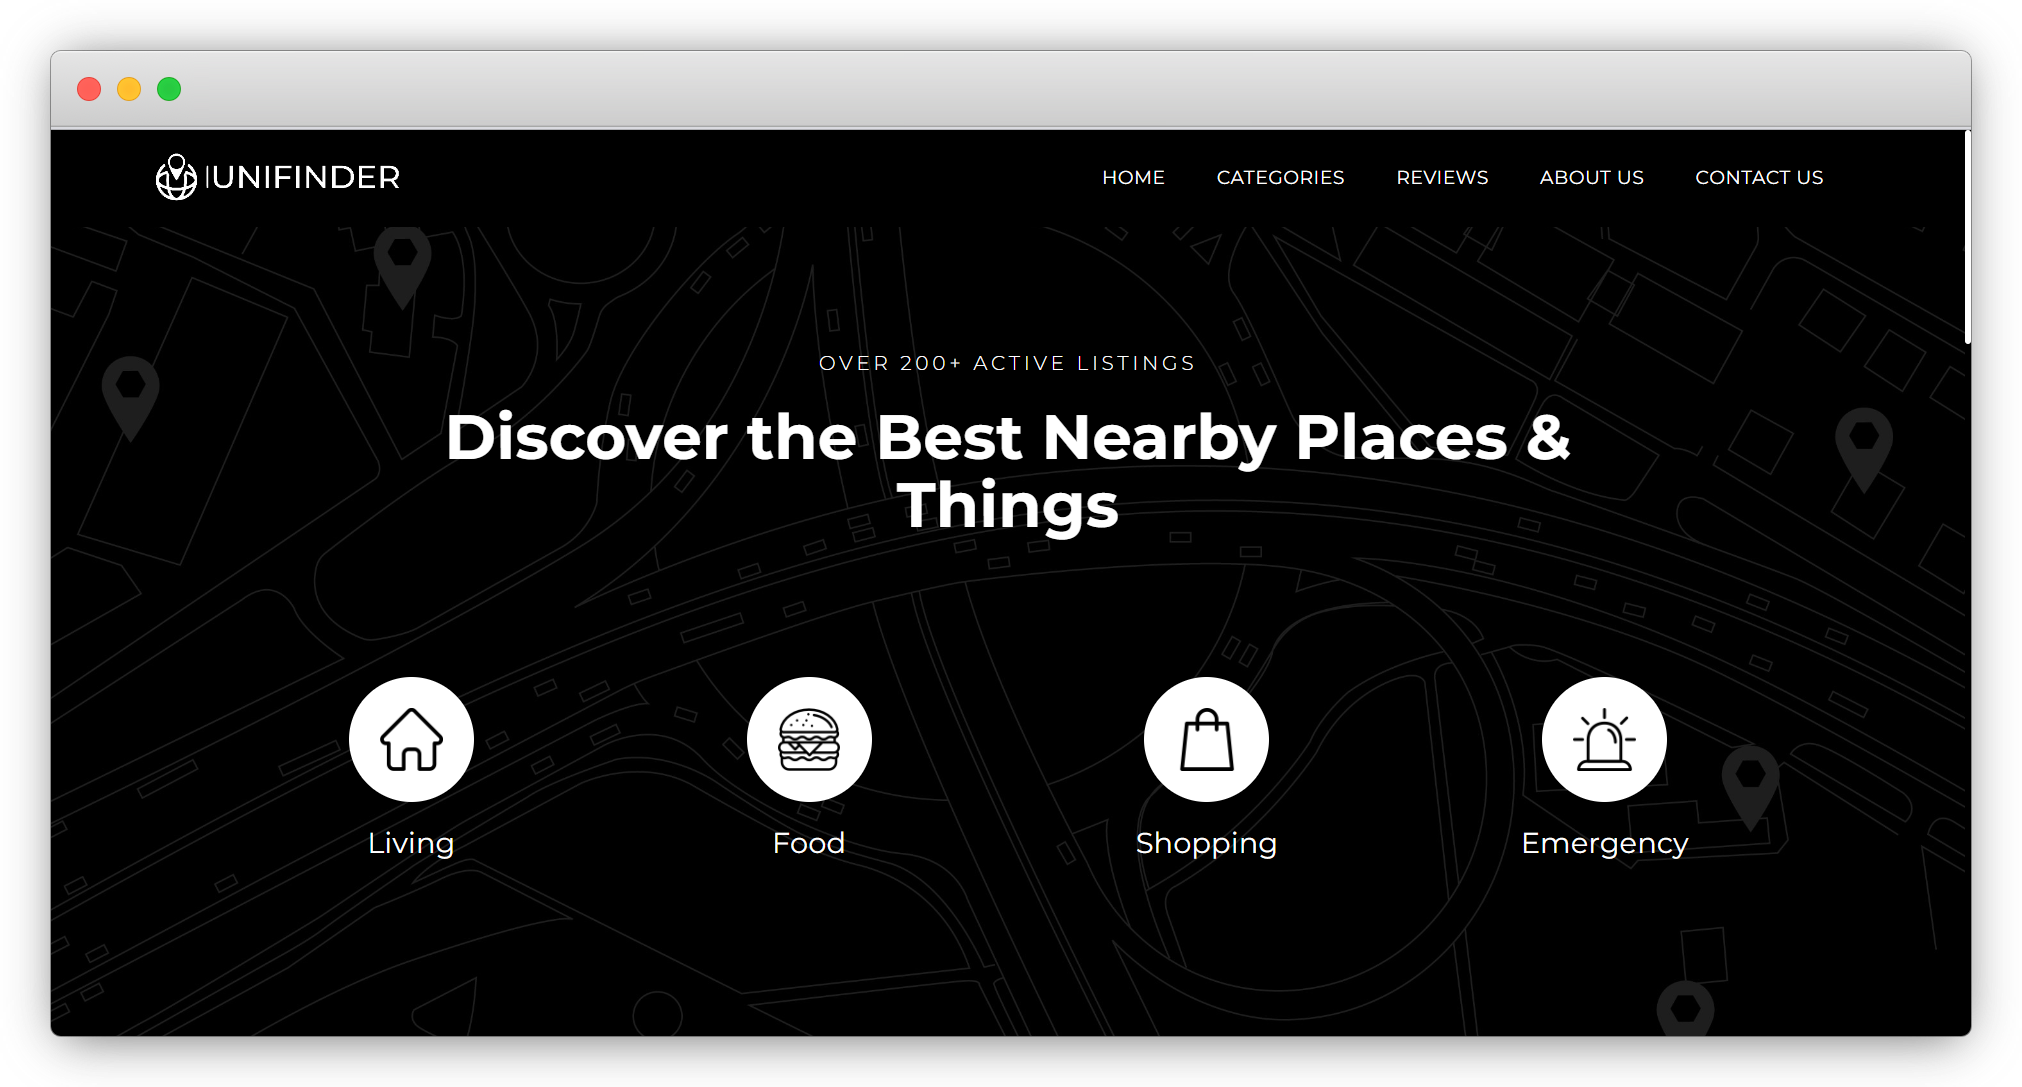 UNIFINDER
HOME CATEGORIES REVIEWS ABOUT US CONTACT US
OVER 200+ ACTIVE LISTINGS
Discover the Best Nearby Places &
Things
Living Food Shopping Emergency